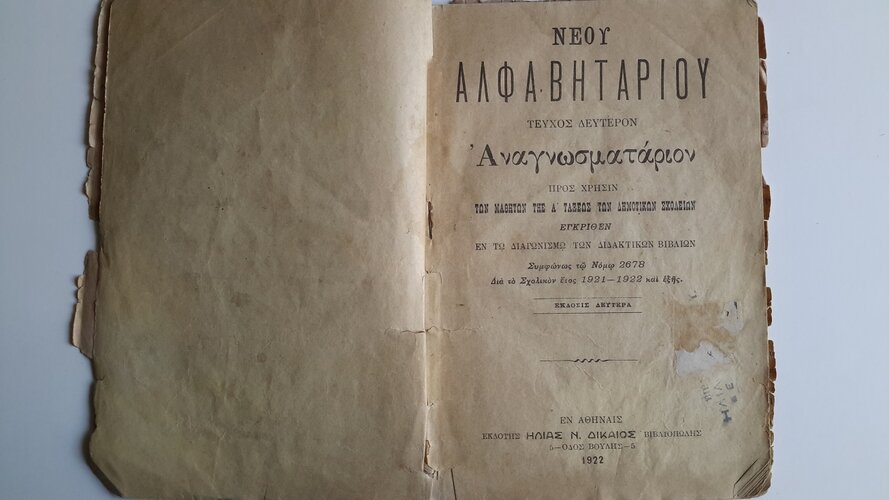 ΝΕΟΥ
ΑΛΦΑΒΗΤΑΡΙΟΥ
ΤΕΥΧΟΣ ΔΕΥΤΕΡΟΝ
Ἀναγνωσματάριον
ΠΡΟΣ ΧΡΗΣΙΝ
ΤΩΝ ΜΑΘΗΤΩΝ ΤΗΣ Α΄ ΤΑΞΕΩΣ ΤΩΝ ΔΗΜΟΤΙΚΩΝ ΣΧΟΛΕΙΩΝ
ΕΓΚΡΙΘΕΝ
ΕΝ ΤΩ ΔΙΑΓΩΝΙΣΜΩ ΤΩΝ ΔΙΔΑΚΤΙΚΩΝ ΒΙΒΛΙΩΝ
Συμφώνως τῷ Νόμῳ 2678
Διὰ τὸ Σχολικὸν ἔτος 1921—1922 καὶ ἑξῆς.
ΕΚΔΟΣΙΣ ΔΕΥΤΕΡΑ
ΕΝ ΑΘΗΝΑΙΣ
ΕΚΔΟΤΗΣ ΗΛΙΑΣ Ν. ΔΙΚΑΙΟΣ ΒΙΒΛΙΟΠΩΛΗΣ
5—ΟΔΟΣ ΒΟΥΛΗΣ—5
1922